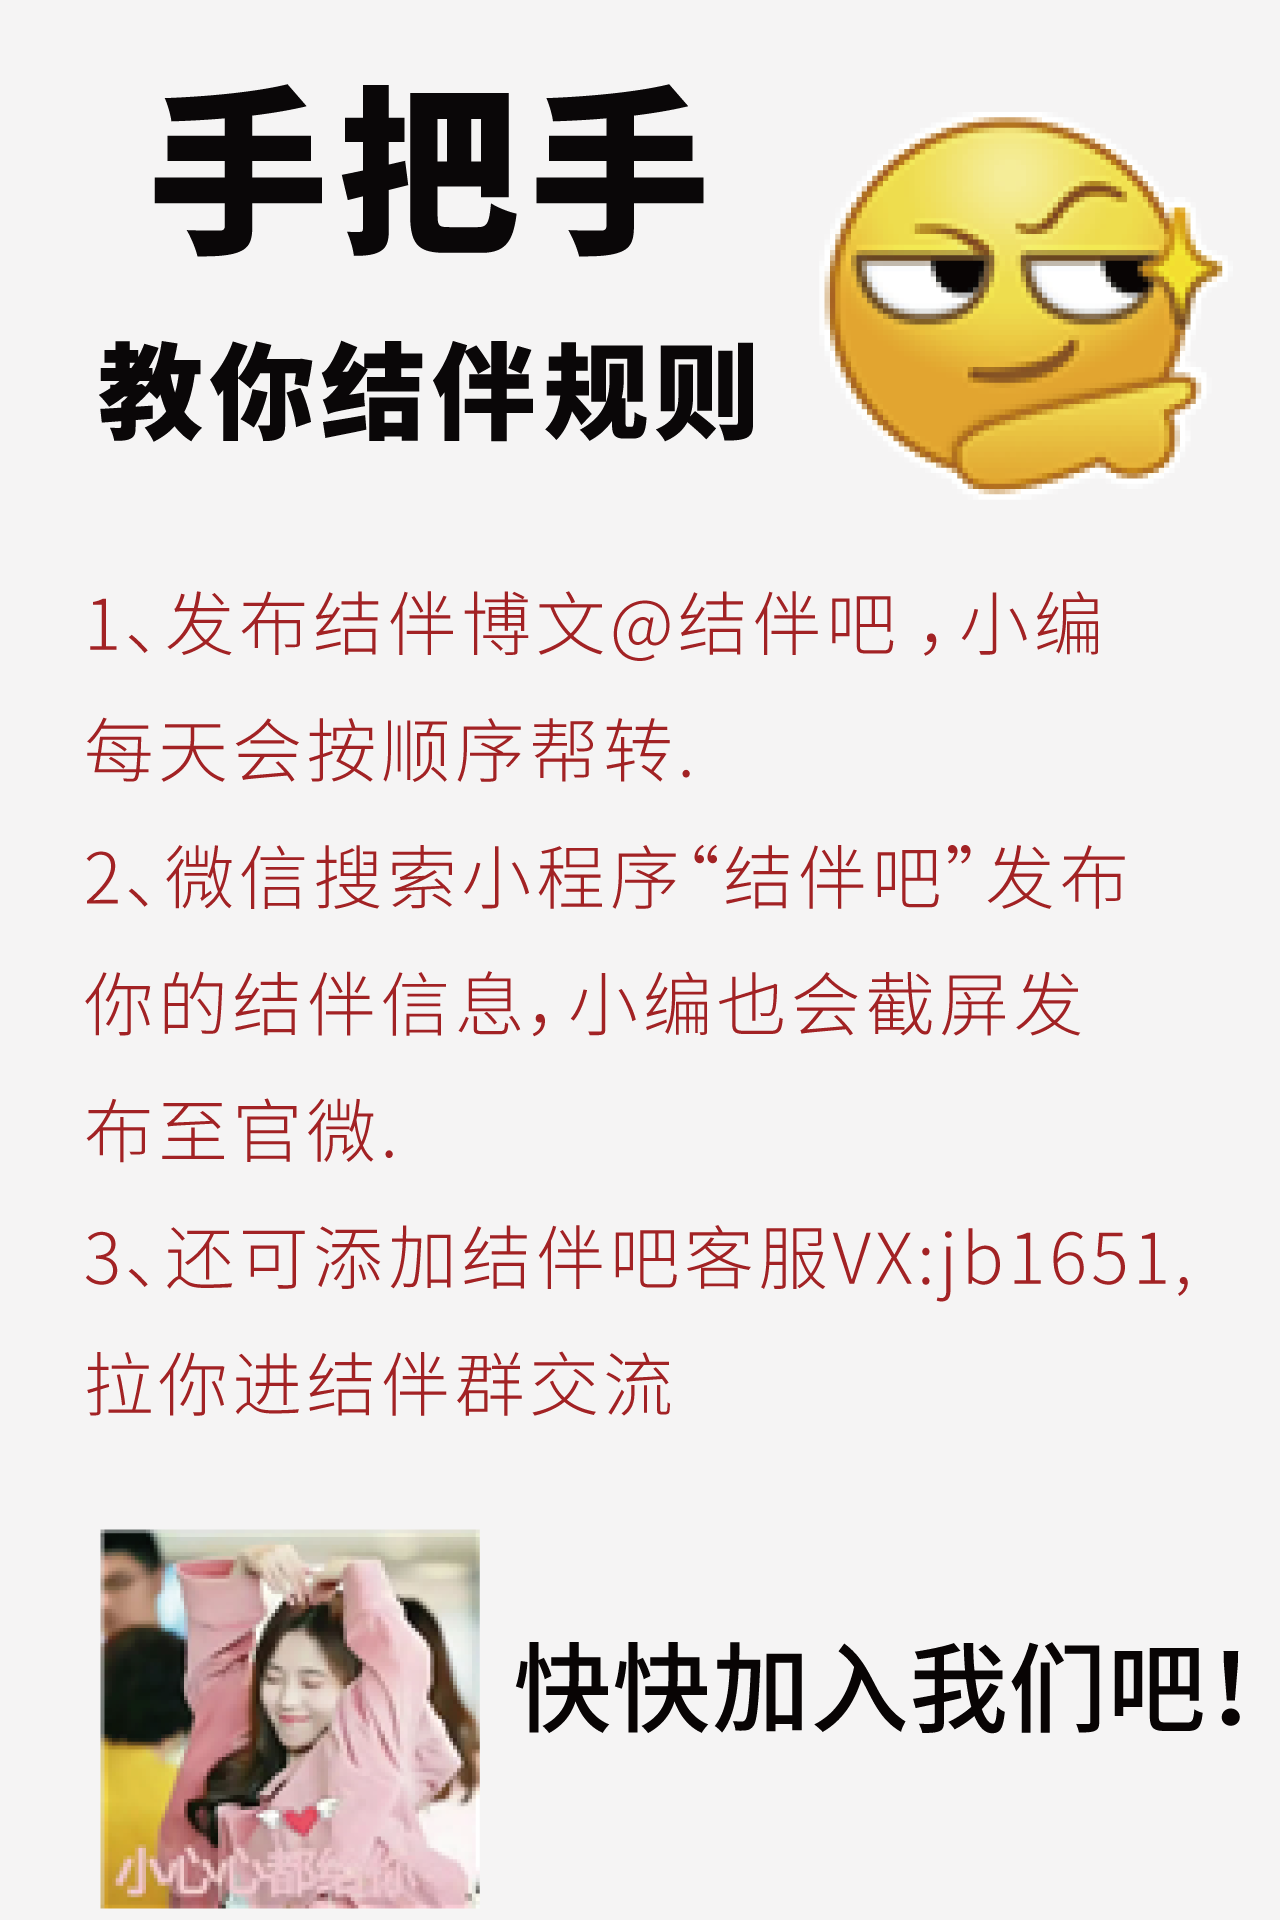 手把手
教你结伴规则
1、发布结伴博文@结伴吧 ，小编
每天会按顺序帮转.
2、微信搜索小程序“结伴吧”发布
你的结伴信息，小编也会截屏发
布至官微.
3、还可添加结伴吧客服VX:jb1651,
拉你进结伴群交流
快快加入我们吧！
小心心都给你